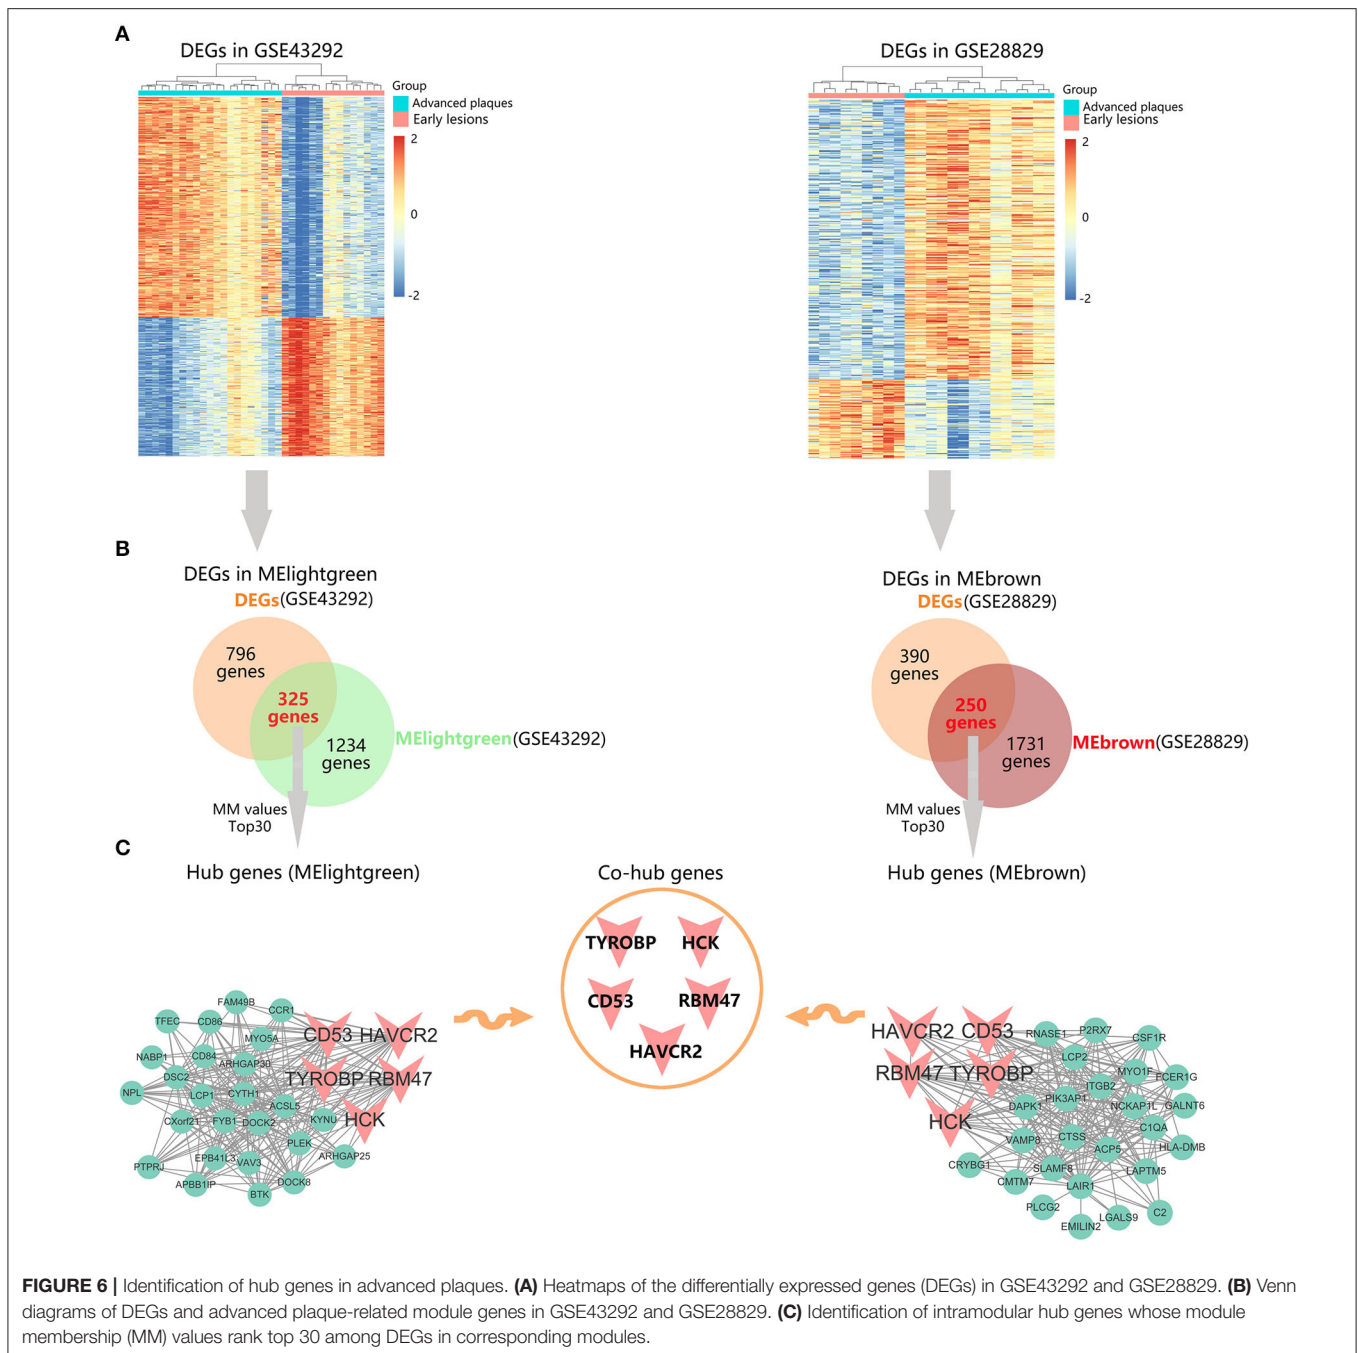 A
DEGs in GSE43292
Group
Advanced plaques
Early lesions
2
0
-2
DEGs in GSE28829
Group
Advanced plaques
Early lesions
2
0
-2
B
DEGs in MElightgreen
DEGs(GSE43292)
796
genes
325
genes
1234
genes
MElightgreen(GSE43292)
MM values
Top30
DEGs in MEbrown
DEGs(GSE28829)
390
genes
250
genes
1731
genes
MEbrown(GSE28829)
MM values
Top30
C
Hub genes (MElightgreen)
Co-hub genes
Hub genes (MEbrown)
FAM49B
CCR1
TFEC
CD86
MYO5A
CD53
HAVCR2
NABP1
CD84
ARHGAP30
DSC2
TYROBP
RBM47
NPL
LCP1
CYTH1
ACSL5
CXorf21
FYB1
DOCK2
KYNU
HCK
PLEK
PTPRJ
EPB41L3
VAV3
ARHGAP25
APBB1IP
BTK
DOCK8
TYROBP
HCK
CD53
RBM47
HAVCR2
HAVCR2
CD53
RNASE1
P2RX7
CSF1R
LCP2
RBM47
TYROBP
MYO1F
FCER1G
ITGB2
PIK3AP1
DAPK1
NCKAP1L
GALNT6
HCK
VAMP8
CTSS
ACP5
C1QA
HLA-DMB
CRYBG1
SLAMF8
LAPTM5
CMTM7
LAIR1
PLCG2
EMILIN2
LGALS9
C2
FIGURE 6 | Identification of hub genes in advanced plaques. (A) Heatmaps of the differentially expressed genes (DEGs) in GSE43292 and GSE28829. (B) Venn
diagrams of DEGs and advanced plaque-related module genes in GSE43292 and GSE28829. (C) Identification of intramodular hub genes whose module
membership (MM) values rank top 30 among DEGs in corresponding modules.